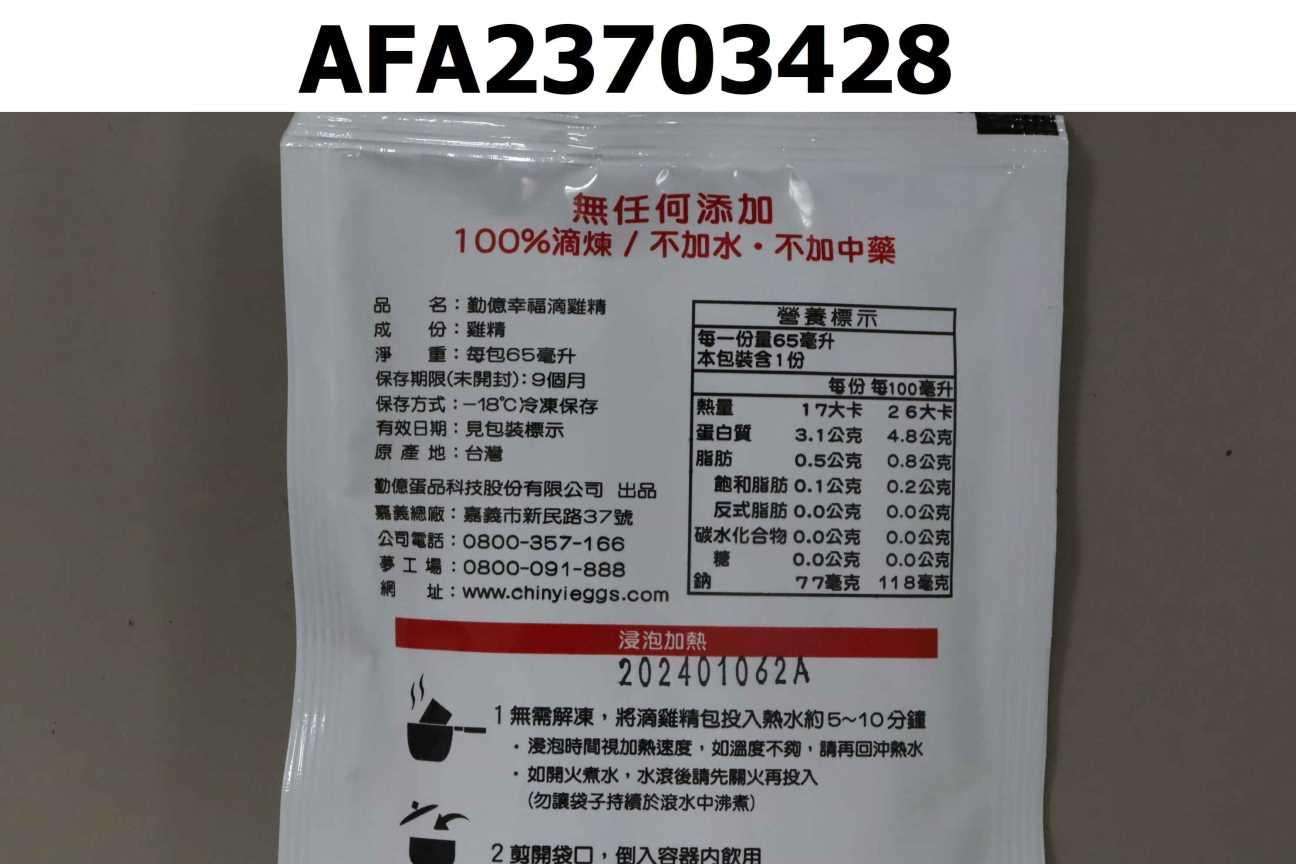 AFA23703428
無任何添加
100%滴煉 / 不加水・不加中藥
品 名：勤億幸福滴雞精
成 份：雞精
淨 重：每包65毫升
保存期限(未開封)：9個月
保存方式：-18℃冷凍保存
有效日期：見包裝標示
原 產 地：台灣
勤億蛋品科技股份有限公司 出品
嘉義總廠：嘉義市新民路37號
公司電話：0800-357-166
夢 工 場：0800-091-888
網 址：www.chinyieggs.com
營養標示
每一份量65毫升
本包裝含1份
每份 每100毫升
熱量 17大卡 26大卡
蛋白質 3.1公克 4.8公克
脂肪 0.5公克 0.8公克
飽和脂肪 0.1公克 0.2公克
反式脂肪 0.0公克 0.0公克
碳水化合物 0.0公克 0.0公克
糖 0.0公克 0.0公克
鈉 77毫克 118毫克
浸泡加熱
202401062A
1 無需解凍，將滴雞精包投入熱水約5~10分鐘
・浸泡時間視加熱速度，如溫度不夠，請再回沖熱水
・如開火煮水，水滾後請先關火再投入
(勿讓袋子持續於滾水中沸煮)
2 剪開袋口，倒入容器內飲用